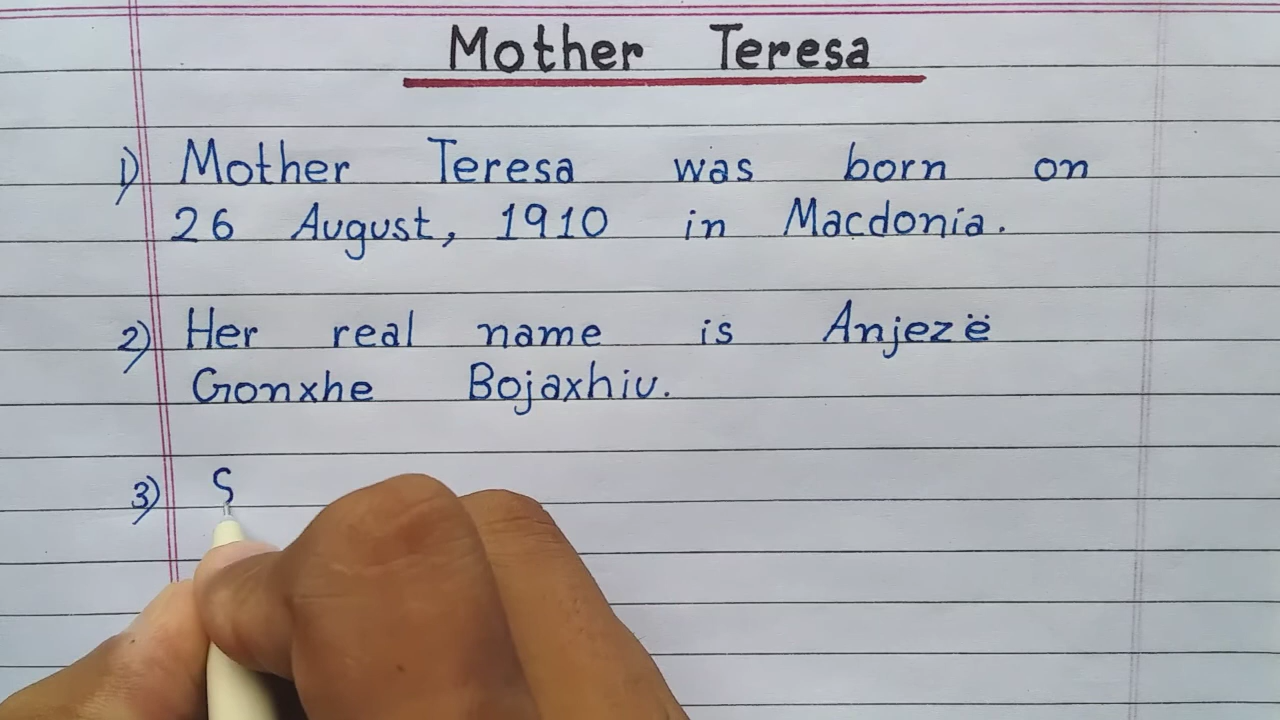 Mother Teresa
1) Mother Teresa was born on
26 August, 1910 in Macdonia.
2) Her real name is Anjezë
Gonxhe Bojaxhiu.
3) S